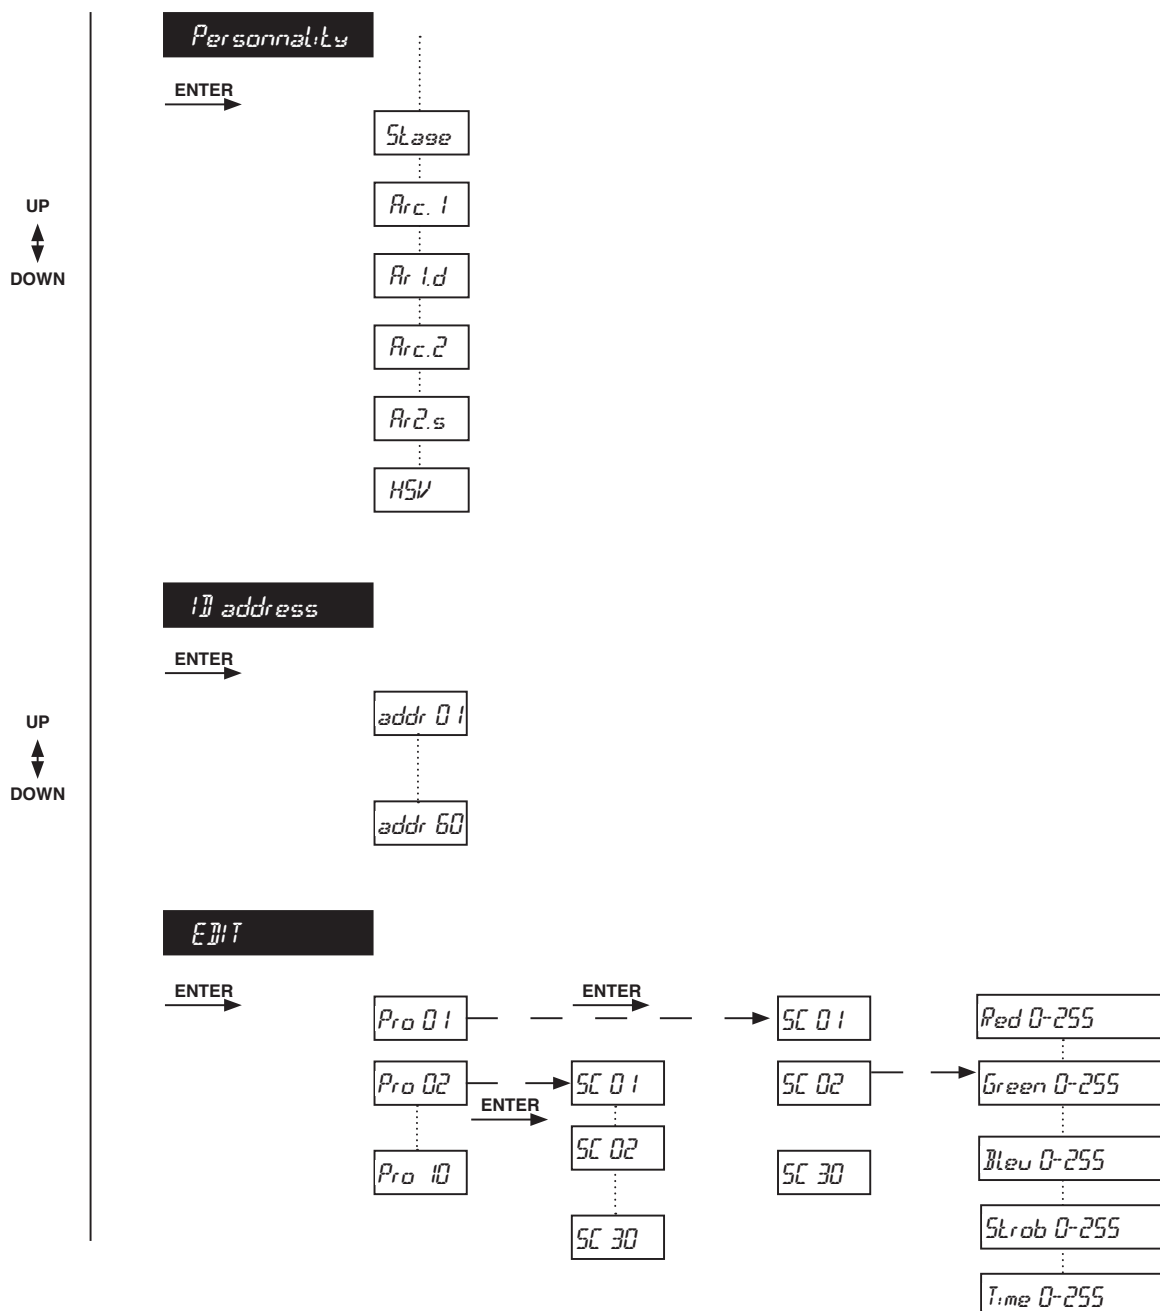 Personnality
ENTER
Stage
Arc. 1
UP
Ar 1.d
DOWN
Arc.2
Ar2.s
HSV
ID address
ENTER
addr 01
UP
DOWN
addr 60
EDIT
ENTER
ENTER
Pro 01
SC 01
Red 0-255
Pro 02
SC 01
SC 02
Green 0-255
ENTER
SC 02
Pro 10
SC 30
Bleu 0-255
SC 30
Strob 0-255
Time 0-255